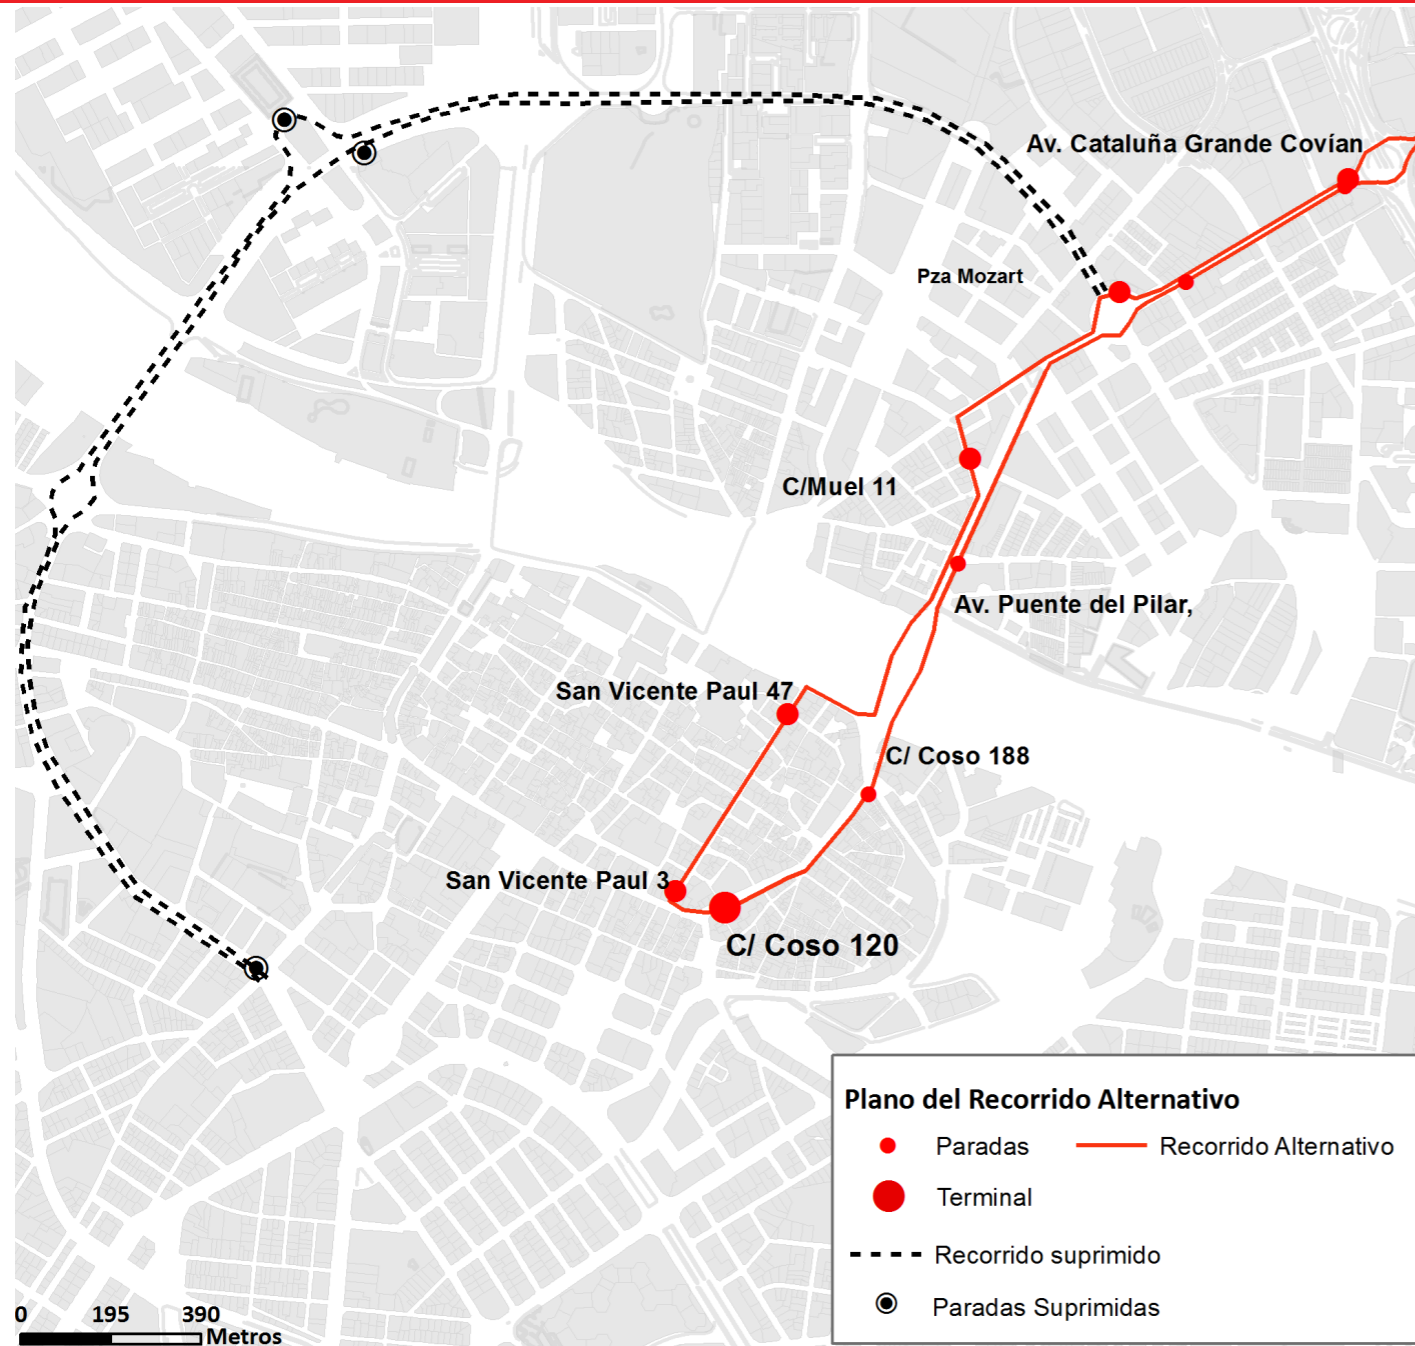 Av. Cataluña Grande Covían
Pza Mozart
C/Muel 11
Av. Puente del Pilar,
San Vicente Paul 47
C/ Coso 188
San Vicente Paul 3
C/ Coso 120
Plano del Recorrido Alternativo
Paradas
Recorrido Alternativo
Terminal
Recorrido suprimido
Paradas Suprimidas
0 195 390
Metros